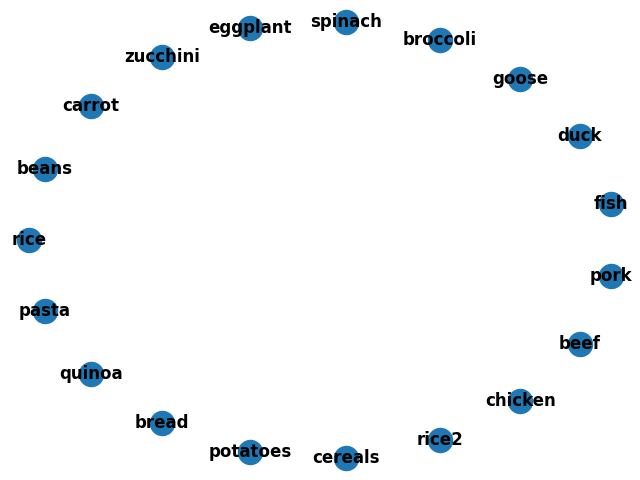 spinach
eggplant
broccoli
zucchini
goose
carrot
duck
beans
fish
rice
pork
pasta
beef
quinoa
chicken
bread
rice2
potatoes
cereals